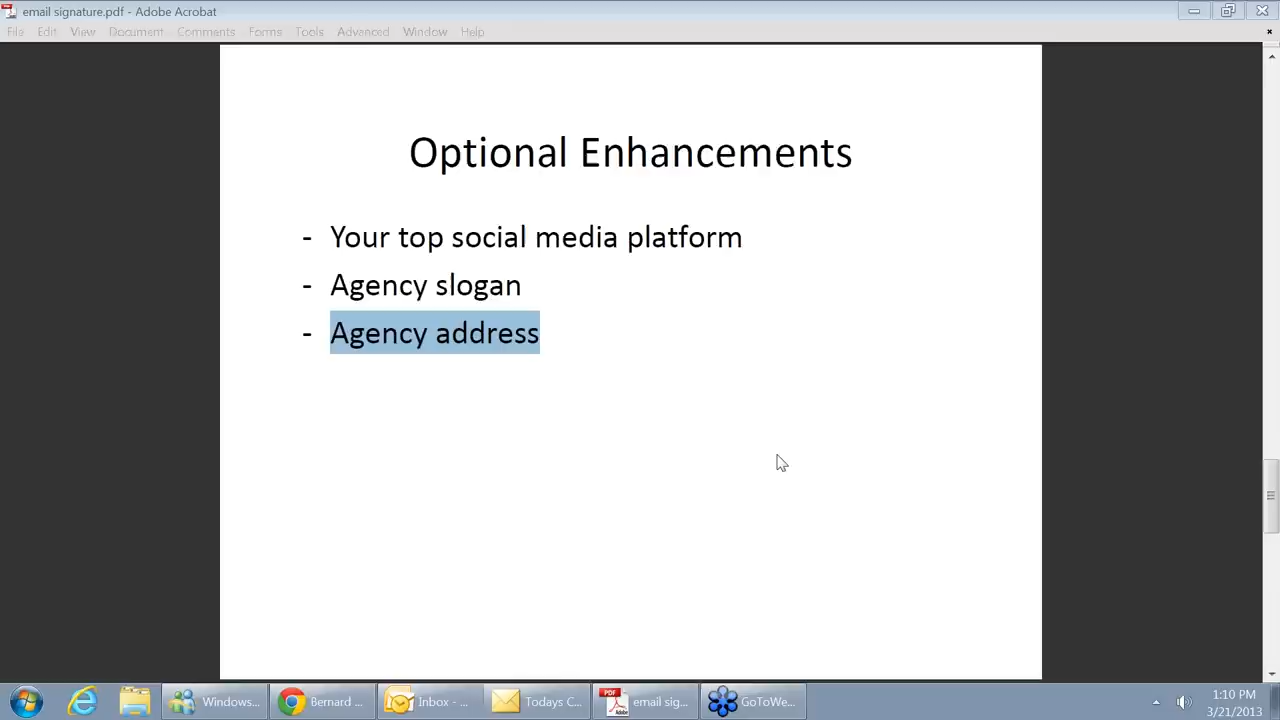 email signature.pdf - Adobe Acrobat
File Edit View Document Comments Forms Tools Advanced Window Help
Optional Enhancements
- Your top social media platform
- Agency slogan
- Agency address
Windows... Bernard ... Inbox - ... Todays C... PDF Adobe email sig... GoToWe... 1:10 PM
3/21/2013